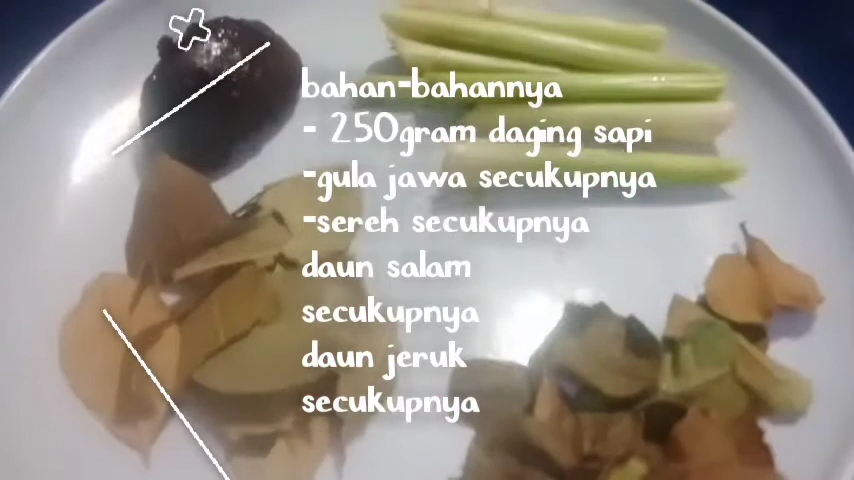 bahan-bahannya
- 250gram daging sapi
-gula jawa secukupnya
-sereh secukupnya
daun salam
secukupnya
daun jeruk
secukupnya